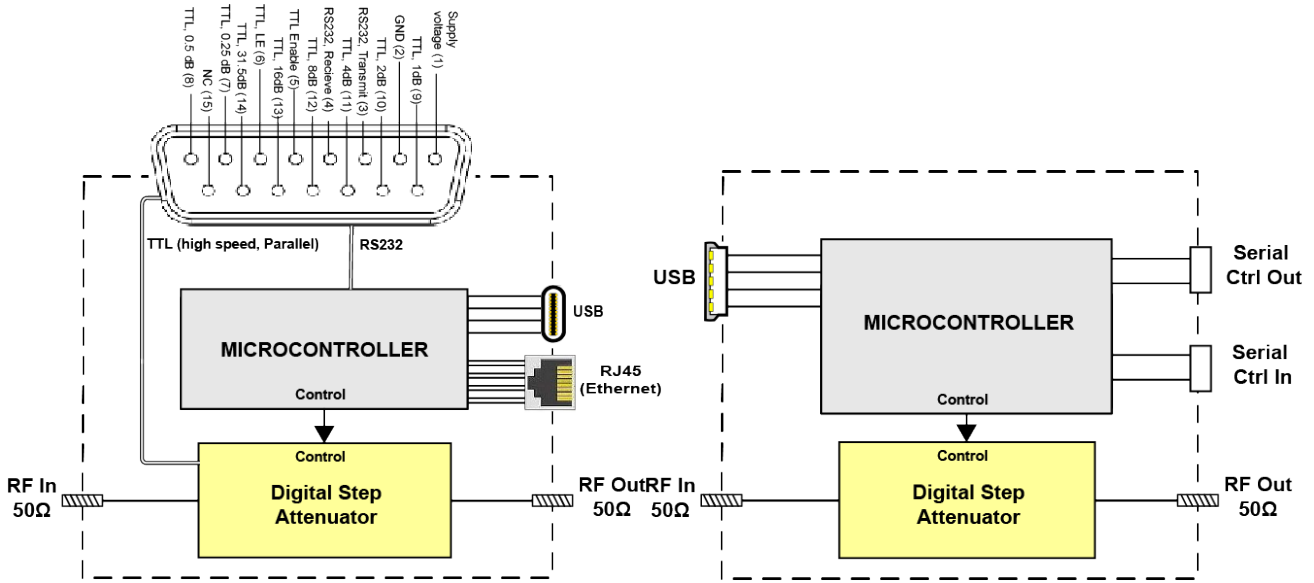 TTL, 0.5 dB (8)
NC (15)
TTL, 0.25 dB (7)
TTL, 31.5dB (14)
TTL, LE (6)
TTL, 16dB (13)
TTL Enable (5)
TTL, 8dB (12)
RS232, Recieve (4)
TTL, 4dB (11)
RS232, Transmit (3)
TTL, 2dB (10)
GND (2)
TTL, 1dB (9)
Supply
voltage (1)
TTL (high speed, Parallel)
RS232
MICROCONTROLLER
Control
USB
RJ45
(Ethernet)
Control
Digital Step
Attenuator
RF In
50Ω
RF Out
50Ω
USB
MICROCONTROLLER
Control
Serial
Ctrl Out
Serial
Ctrl In
Control
Digital Step
Attenuator
RF In
50Ω
RF Out
50Ω